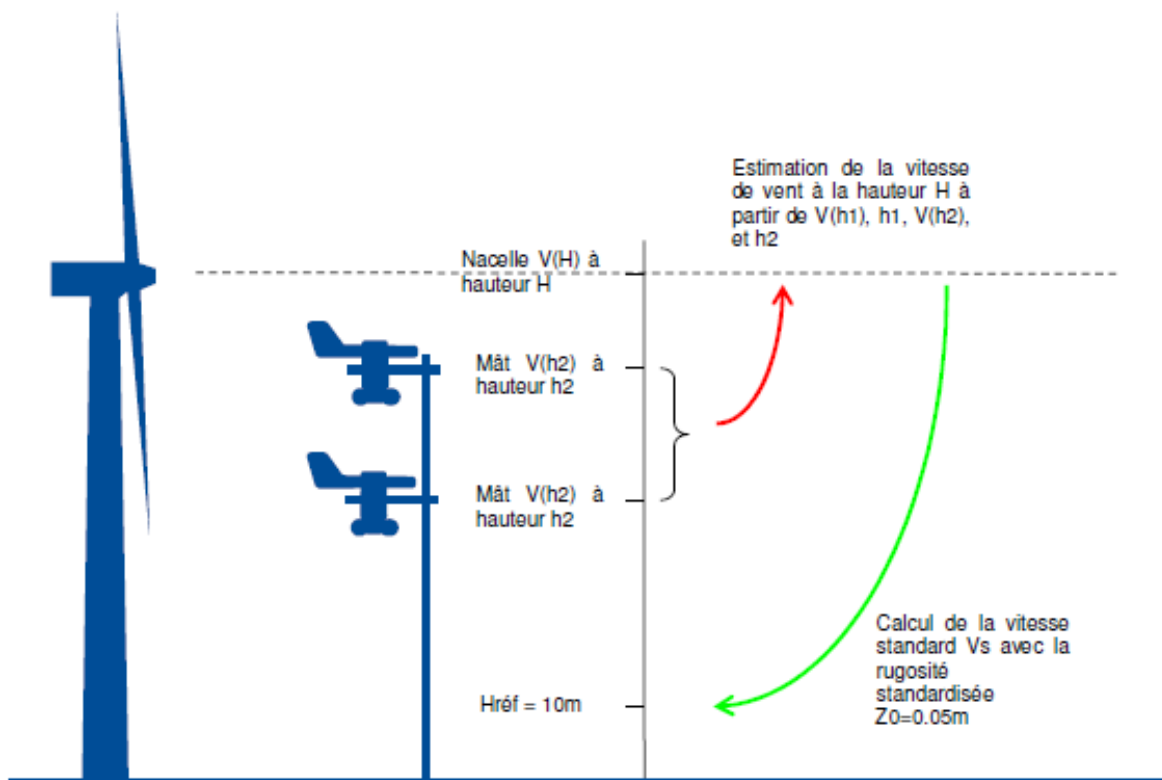 Estimation de la vitesse
de vent à la hauteur H à
partir de V(h1), h1, V(h2),
et h2
Nacelle V(H) à
hauteur H
Mât V(h2) à
hauteur h2
Mât V(h2) à
hauteur h2
Calcul de la vitesse
standard Vs avec la
rugosité
standardisée
Z0=0.05m
Hréf = 10m